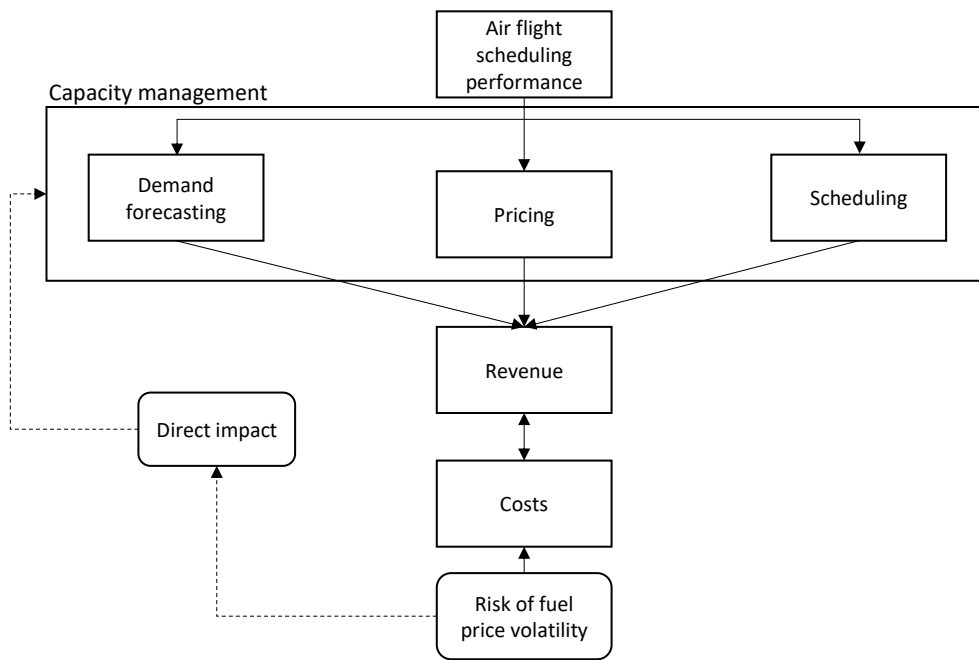 Air flight
scheduling
performance
Capacity management
Demand
forecasting
Pricing
Scheduling
Revenue
Direct impact
Costs
Risk of fuel
price volatility